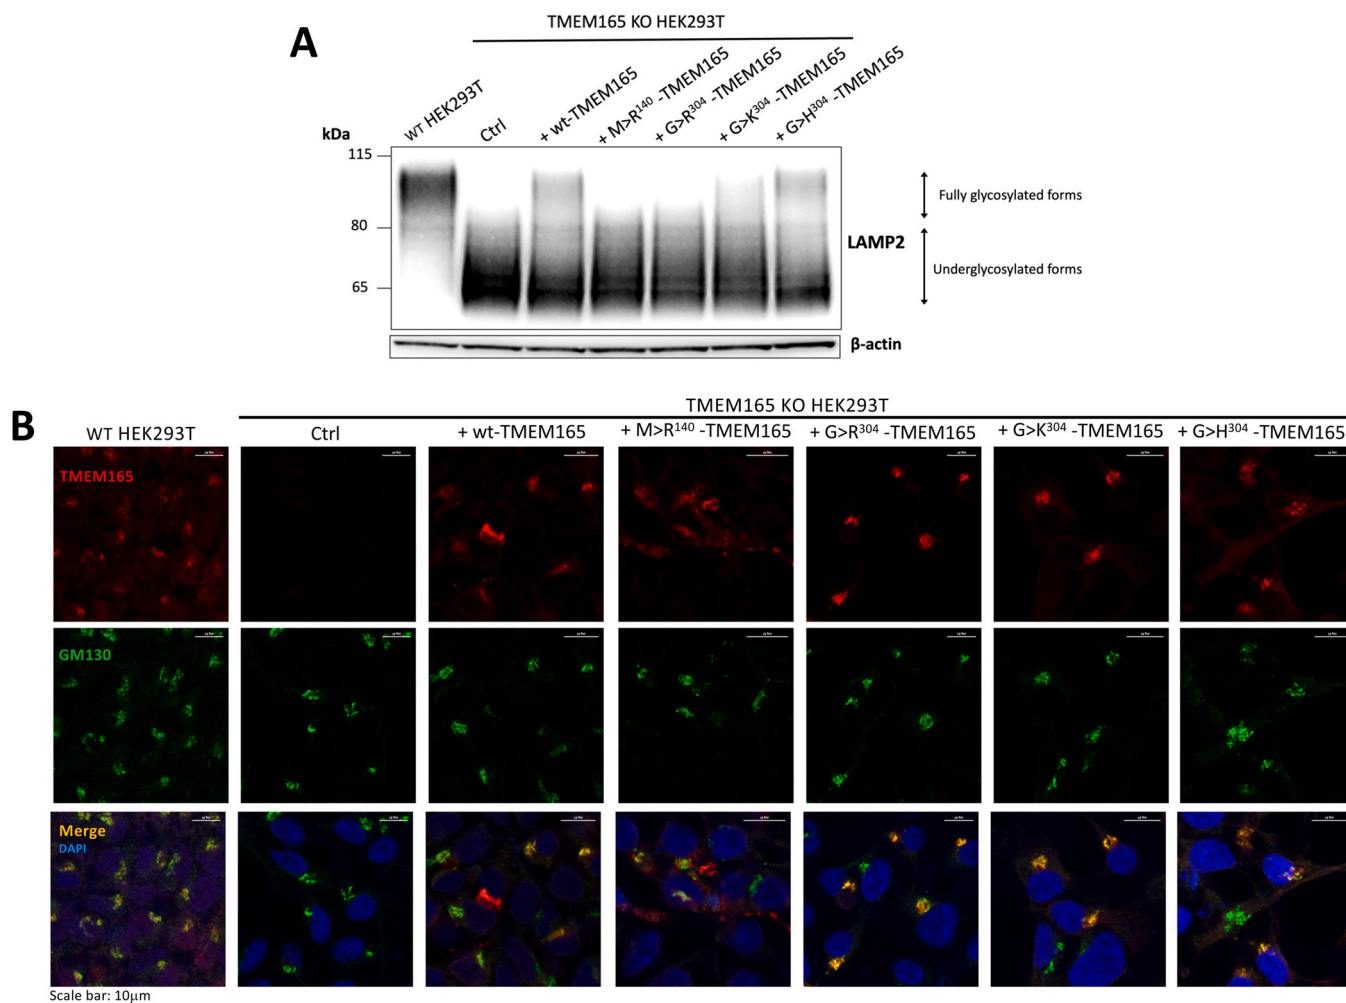 TMEM165 KO HEK293T
A
WT HEK293T
Ctrl
+ wt-TMEM165
+ M>R¹⁴⁰ -TMEM165
+ G>R³⁰⁴ -TMEM165
+ G>K³⁰⁴ -TMEM165
+ G>H³⁰⁴ -TMEM165
kDa
115
80
65
Fully glycosylated forms
LAMP2
Underglycosylated forms
β-actin
B
TMEM165 KO HEK293T
WT HEK293T
Ctrl
+ wt-TMEM165
+ M>R¹⁴⁰ -TMEM165
+ G>R³⁰⁴ -TMEM165
+ G>K³⁰⁴ -TMEM165
+ G>H³⁰⁴ -TMEM165
TMEM165
GM130
Merge
DAPI
Scale bar: 10µm